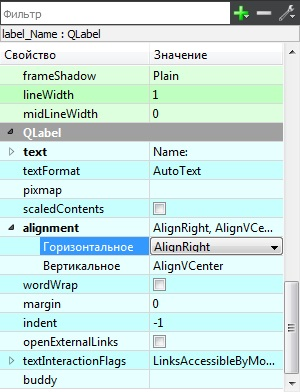 Фильтр
label_Name : QLabel
Свойство Значение
frameShadow Plain
lineWidth 1
midLineWidth 0
QLabel
text Name:
textFormat AutoText
pixmap
scaledContents
alignment AlignRight, AlignVCe...
Горизонтальное AlignRight
Вертикальное AlignVCenter
wordWrap
margin 0
indent -1
openExternalLinks
textInteractionFlags LinksAccessibleByMo...
buddy